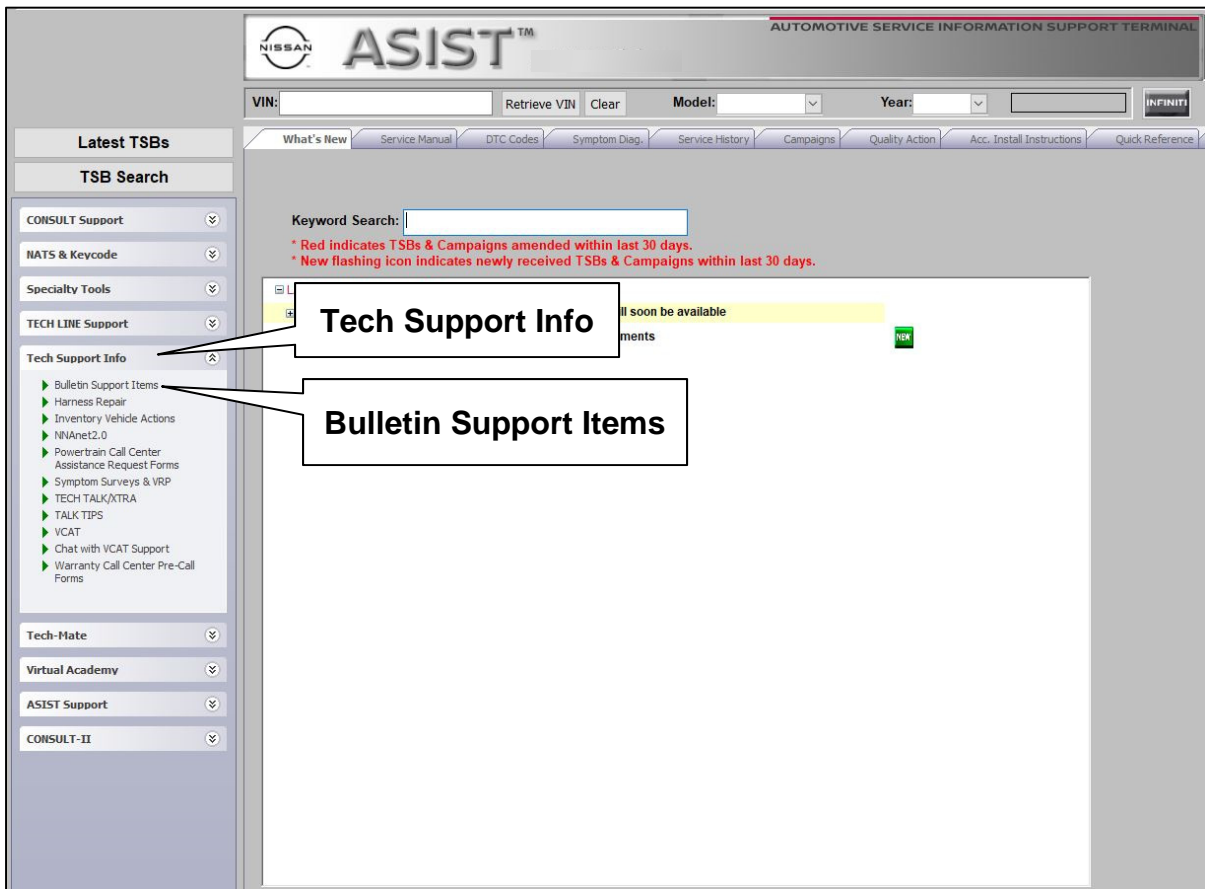 NISSAN
ASIST™
AUTOMOTIVE SERVICE INFORMATION SUPPORT TERMINAL
VIN:
Retrieve VIN
Clear
Model:
Year:
INFINITI
Latest TSBs
TSB Search
What's New
Service Manual
DTC Codes
Symptom Diag.
Service History
Campaigns
Quality Action
Acc. Install Instructions
Quick Reference
CONSULT Support
NATS & Keycode
Specialty Tools
TECH LINE Support
Tech Support Info
Bulletin Support Items
Harness Repair
Inventory Vehicle Actions
NNAnet2.0
Powertrain Call Center
Assistance Request Forms
Symptom Surveys & VRP
TECH TALK/XTRA
TALK TIPS
VCAT
Chat with VCAT Support
Warranty Call Center Pre-Call
Forms
Tech-Mate
Virtual Academy
ASIST Support
CONSULT-II
Keyword Search:
* Red indicates TSBs & Campaigns amended within last 30 days.
* New flashing icon indicates newly received TSBs & Campaigns within last 30 days.
soon be available
NEW
Tech Support Info
Bulletin Support Items